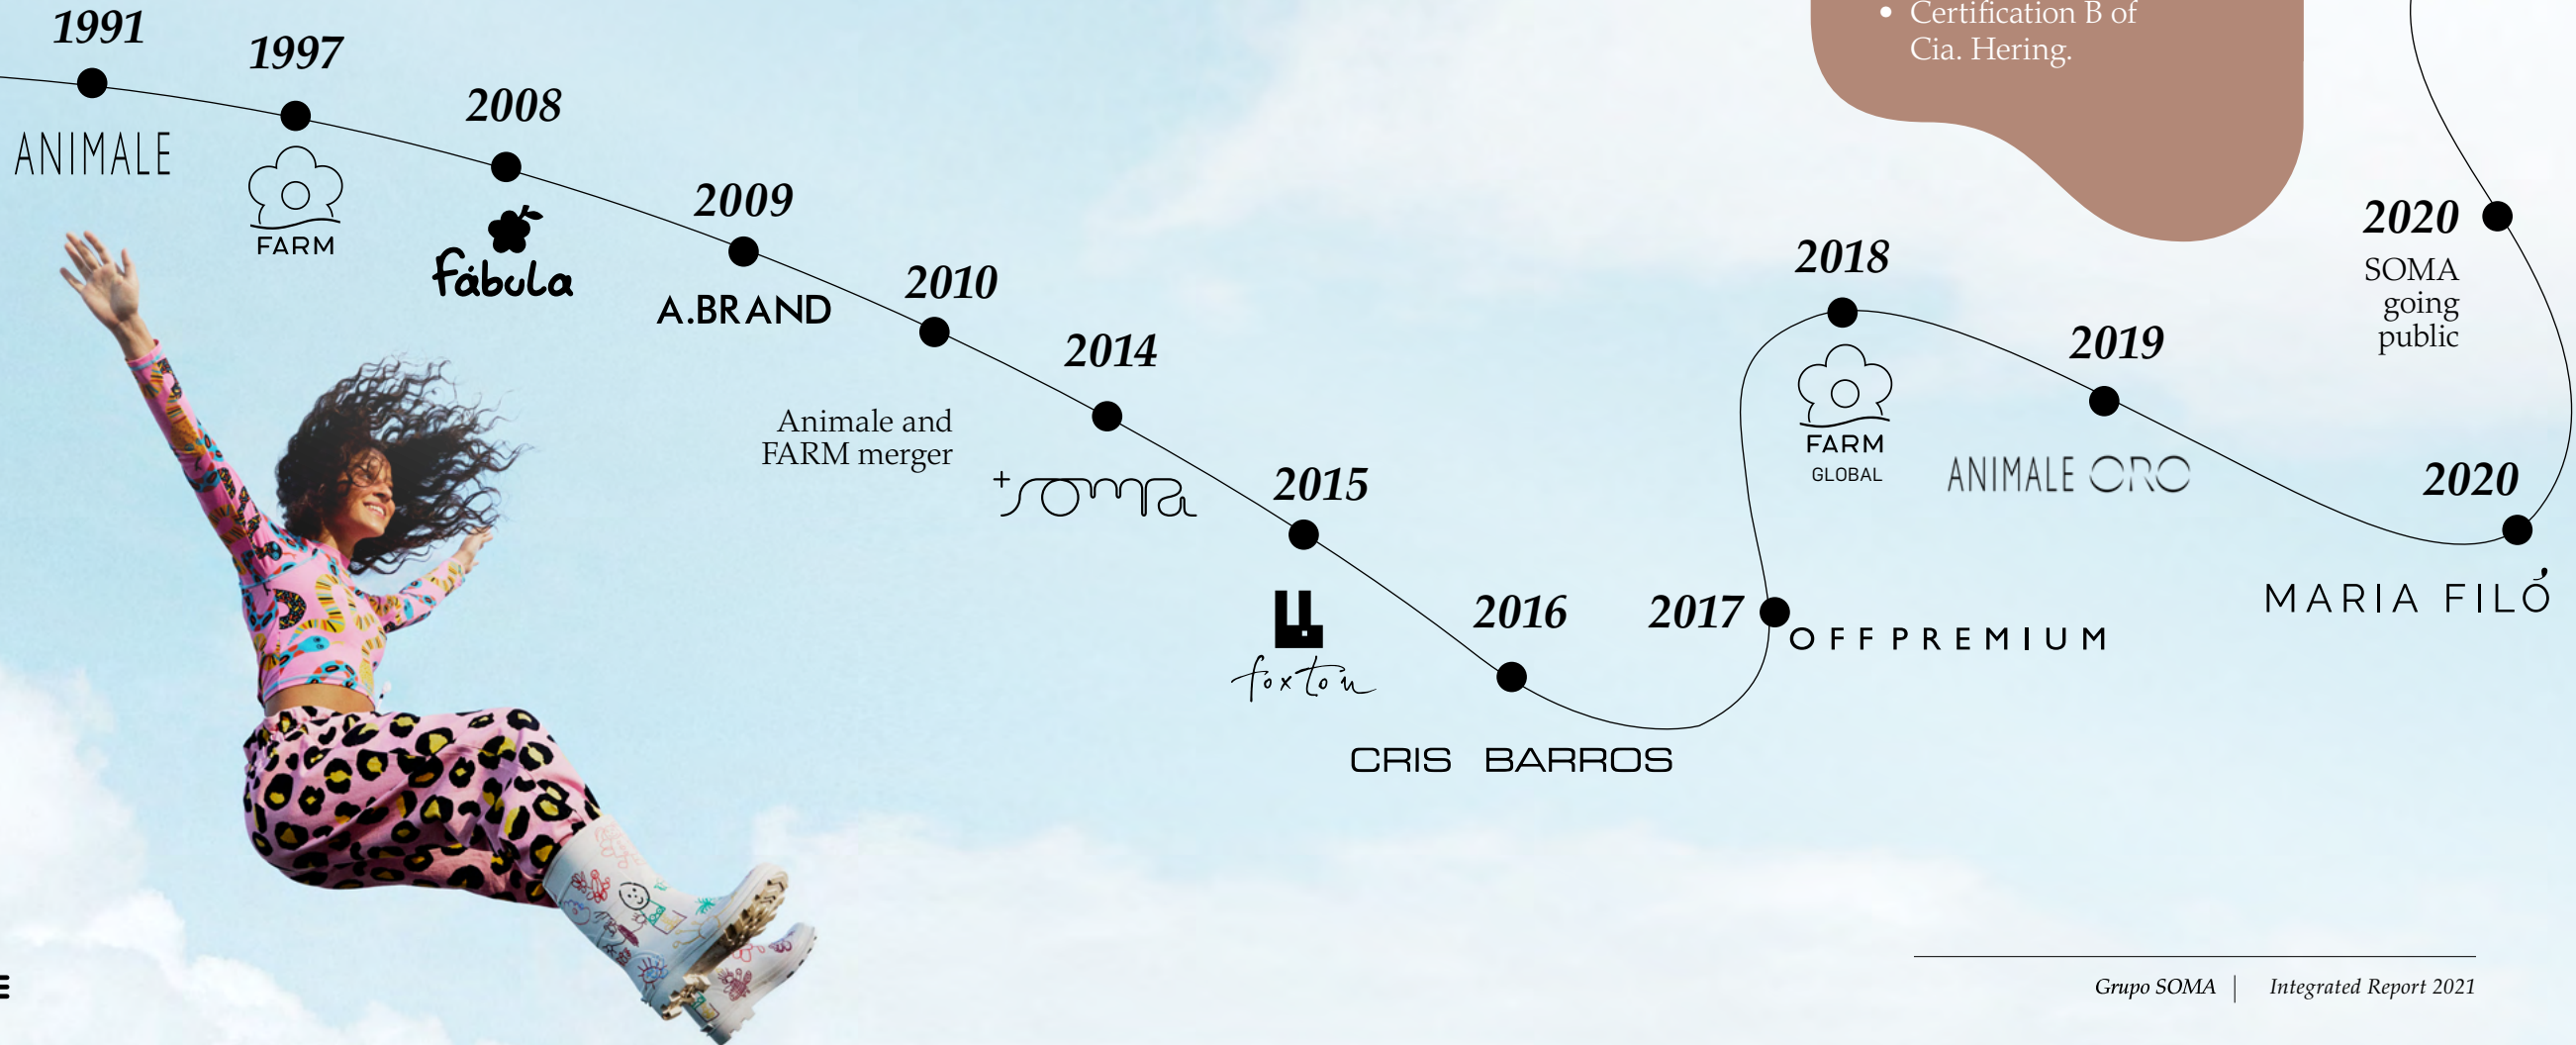 Certification B of
Cia. Hering.
1991
ANIMALE
1997
FARM
2008
fábula
2009
A.BRAND
2010
Animale and
FARM merger
2014
+soma
2015
foxton
2016
CRIS BARROS
2017
OFFPREMIUM
2018
FARM
GLOBAL
2019
ANIMALE ORO
2020
MARIA FILÓ
2020
SOMA
going
public
Grupo SOMA | Integrated Report 2021